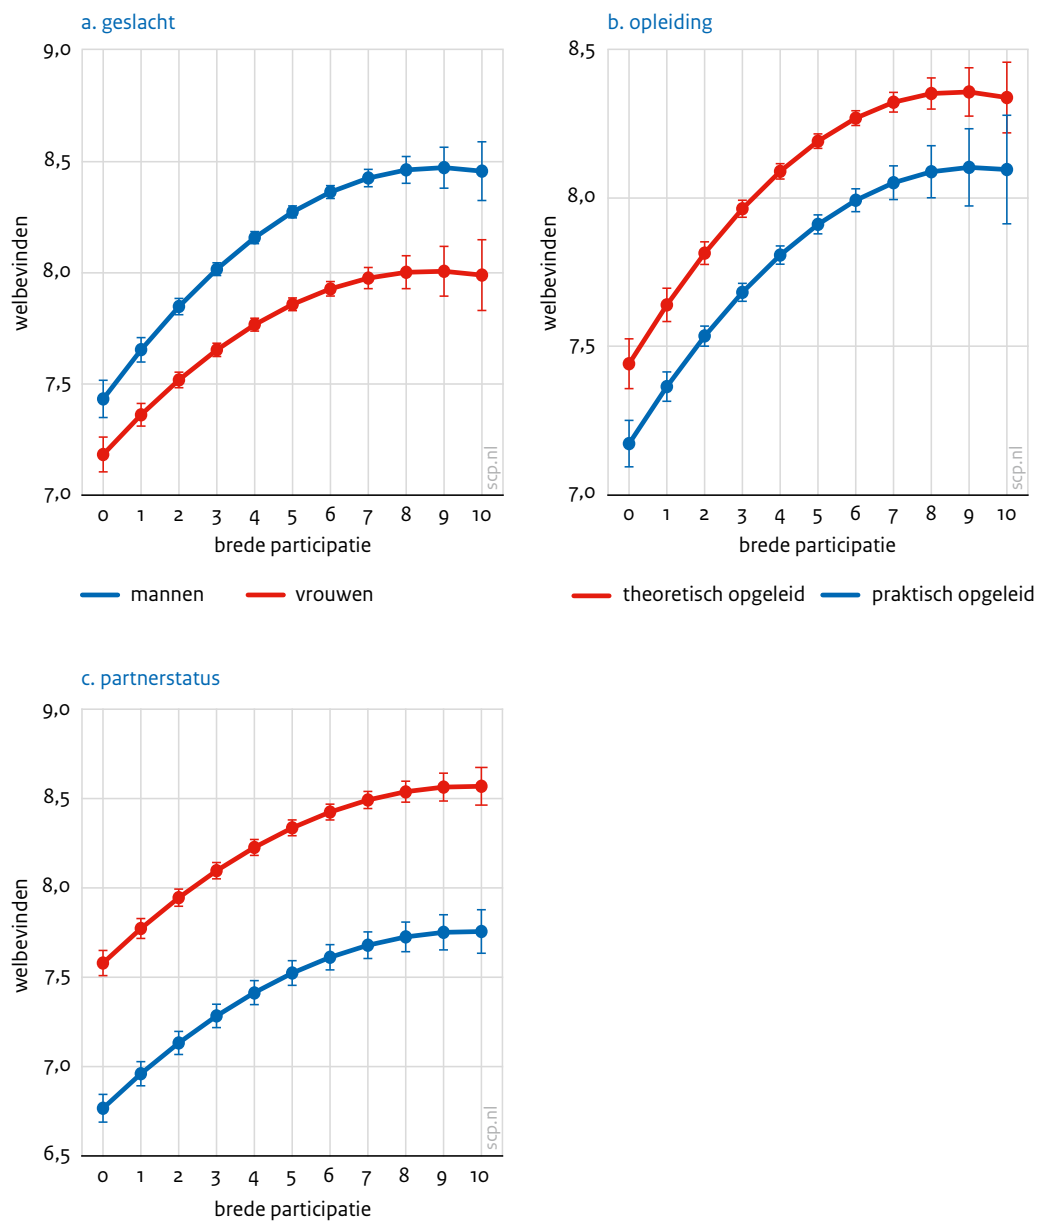 a. geslacht
9,0
8,5
8,0
7,5
7,0
welbevinden
0 1 2 3 4 5 6 7 8 9 10
brede participatie
scp.nl
mannen vrouwen
b. opleiding
8,5
8,0
7,5
7,0
welbevinden
0 1 2 3 4 5 6 7 8 9 10
brede participatie
scp.nl
theoretisch opgeleid praktisch opgeleid
c. partnerstatus
9,0
8,5
8,0
7,5
7,0
6,5
welbevinden
0 1 2 3 4 5 6 7 8 9 10
brede participatie
scp.nl